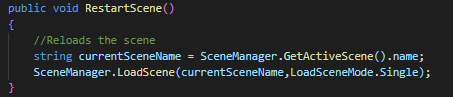 public void RestartScene()
{
//Reloads the scene
string currentSceneName = SceneManager.GetActiveScene().name;
SceneManager.LoadScene(currentSceneName,LoadSceneMode.Single);
}